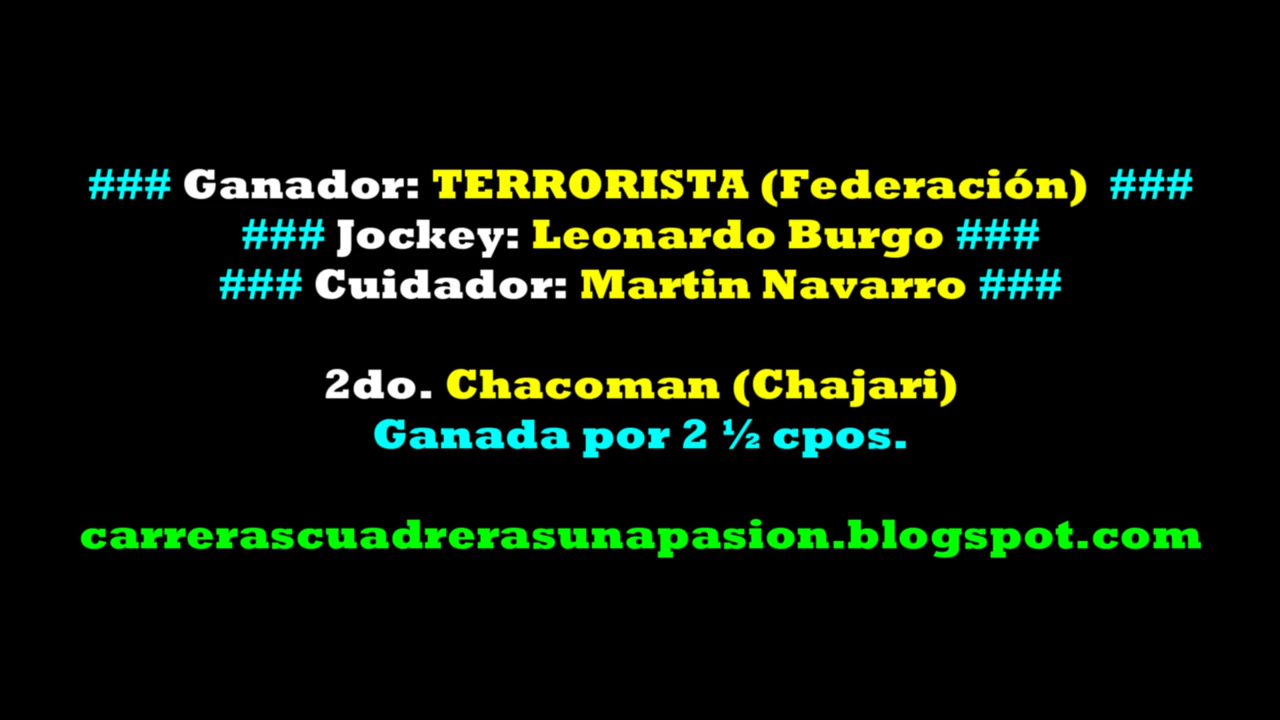 ### Ganador: TERRORISTA (Federación) ###
### Jockey: Leonardo Burgo ###
### Cuidador: Martin Navarro ###
2do. Chacoman (Chajari)
Ganada por 2 ½ cpos.
carrerascuadrerasunapasion.blogspot.com